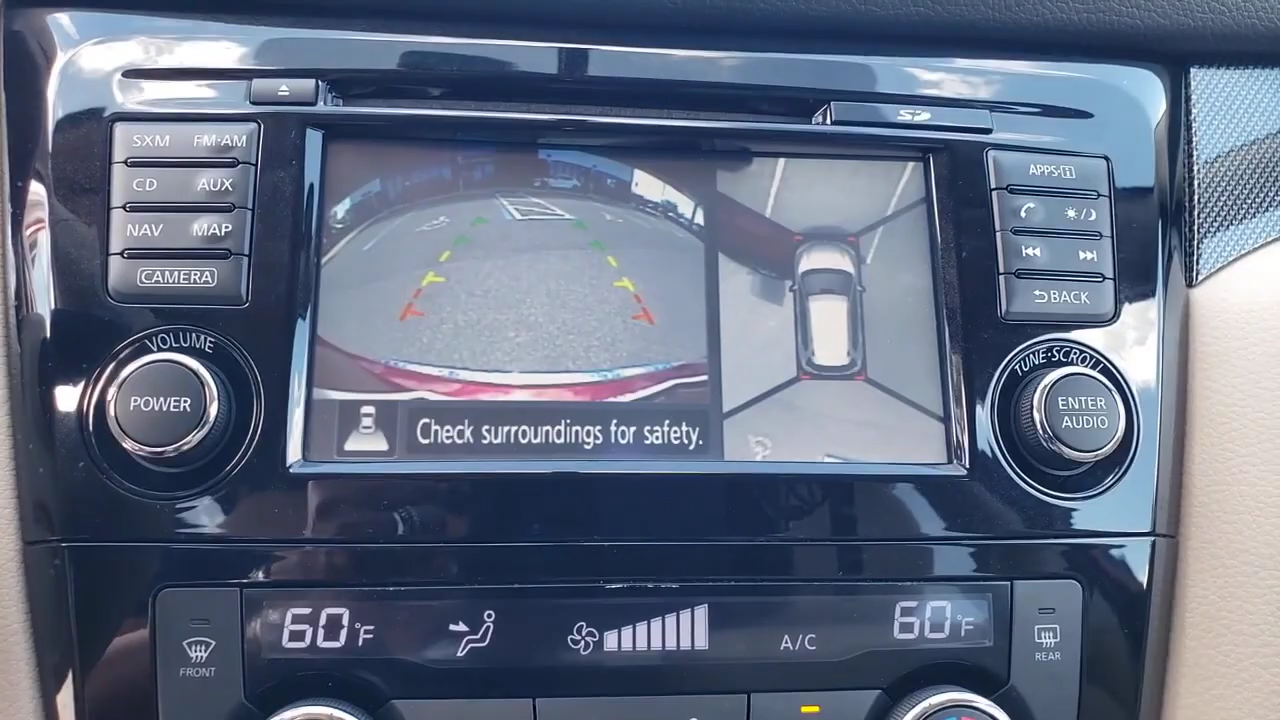 SD
SXM FM·AM
CD AUX
NAV MAP
CAMERA
VOLUME
POWER
Check surroundings for safety.
APPS·i
BACK
TUNE·SCROLL
ENTER
AUDIO
60°F
A/C
60°F
FRONT
REAR